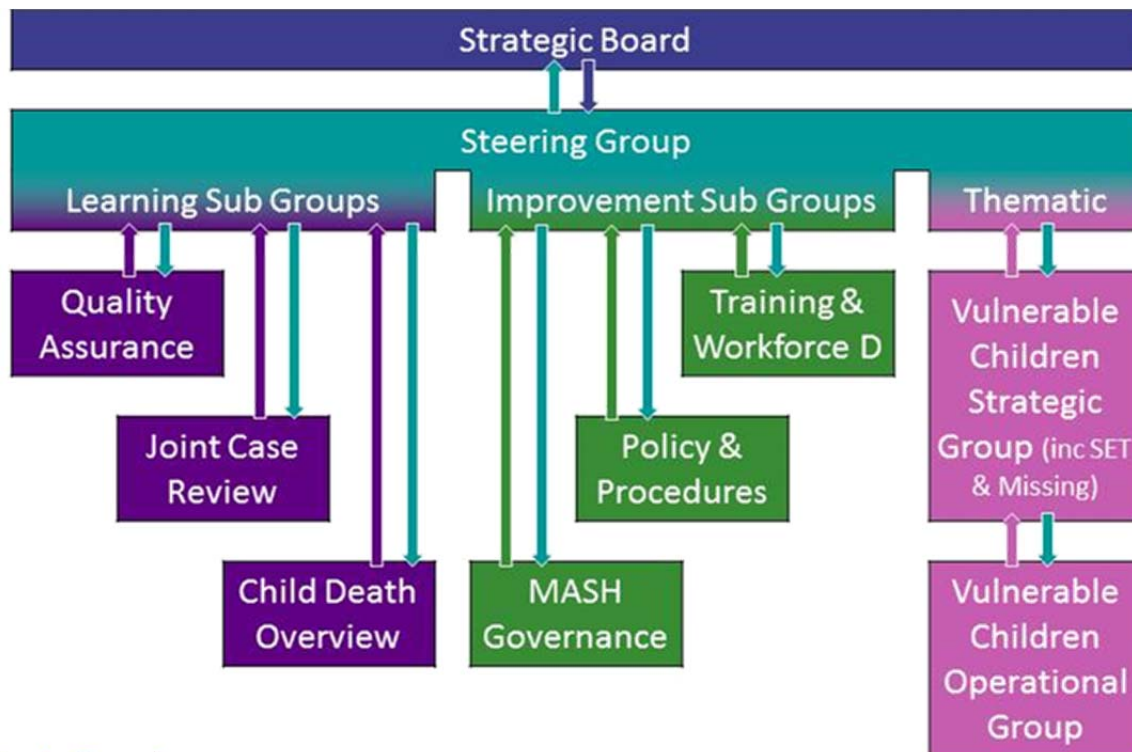 Strategic Board
Steering Group
Learning Sub Groups
Improvement Sub Groups
Thematic
Quality
Assurance
Training &
Workforce D
Vulnerable
Children
Strategic
Group (inc SET
& Missing)
Joint Case
Review
Policy &
Procedures
Child Death
Overview
MASH
Governance
Vulnerable
Children
Operational
Group